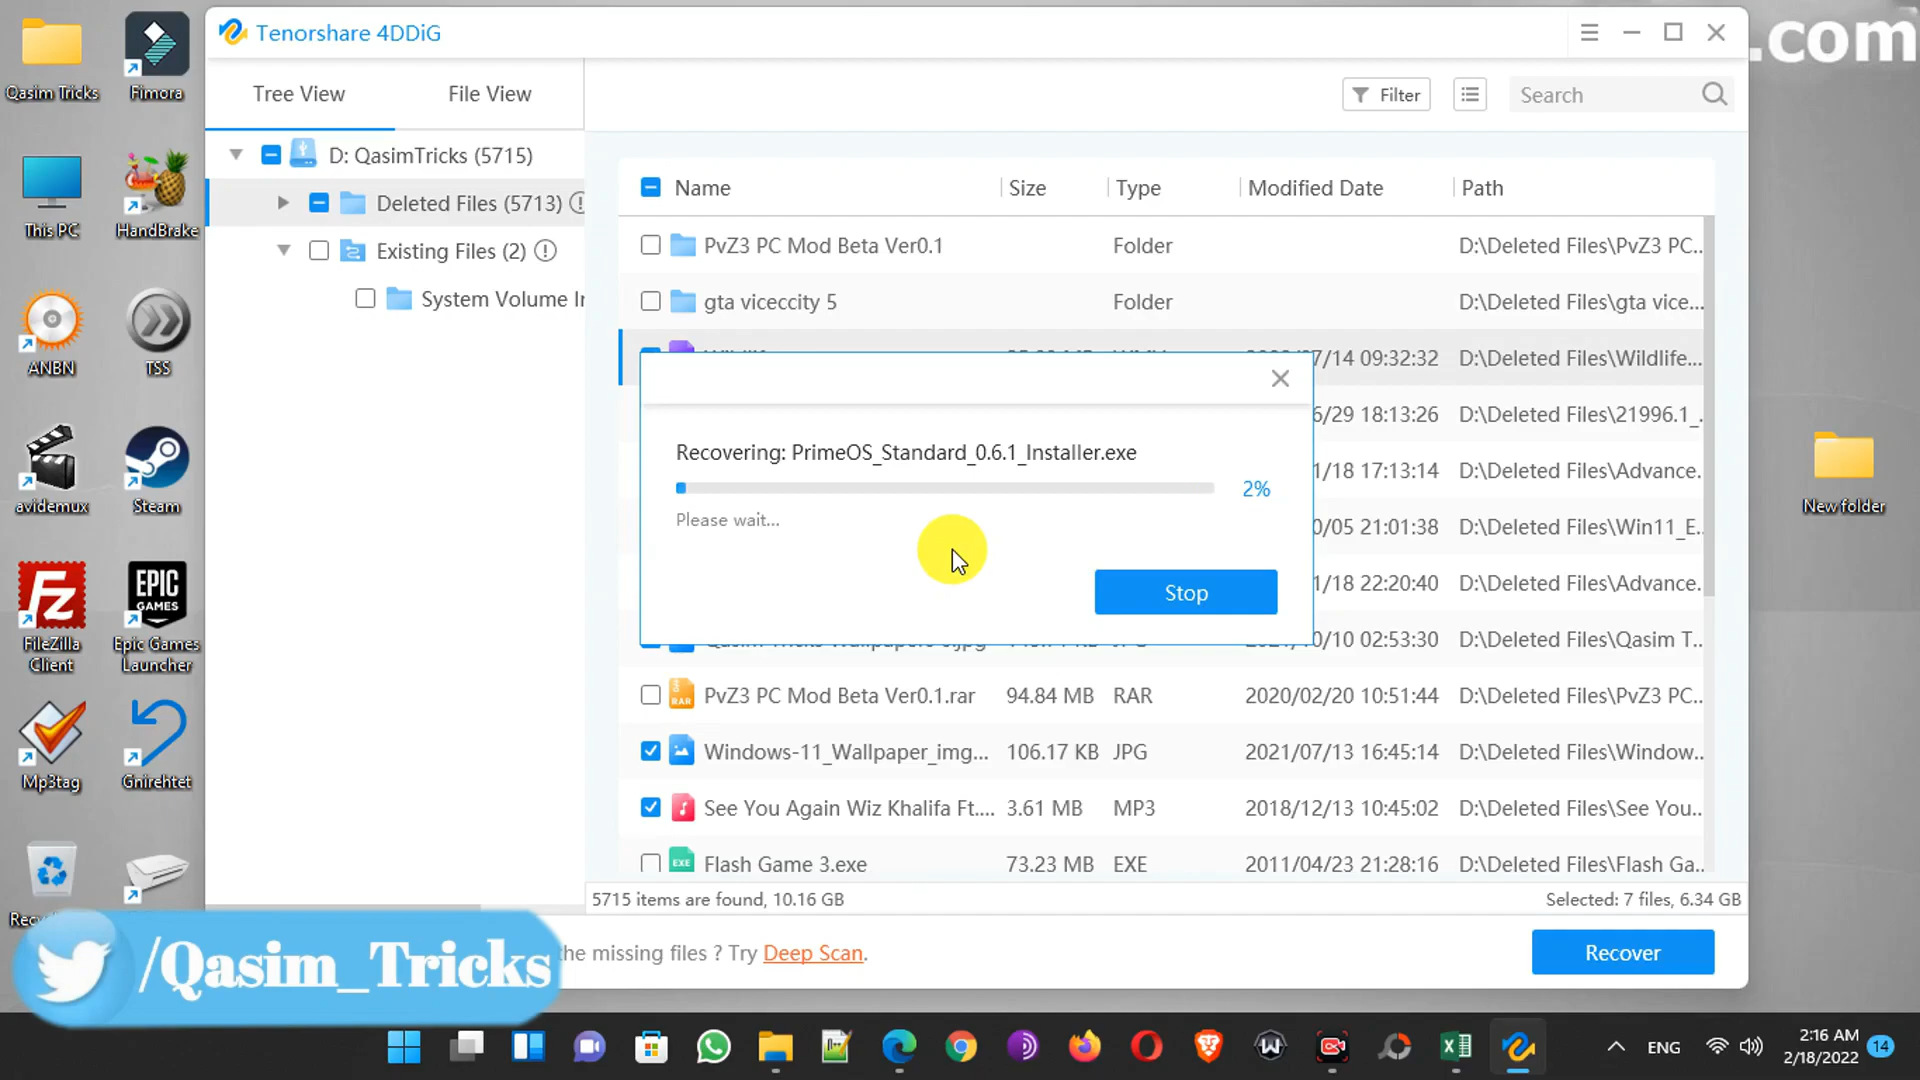 Tenorshare 4DDiG
.com
Tree View
File View
Filter
Search
D: QasimTricks (5715)
Deleted Files (5713)
Existing Files (2)
System Volume Ir
Name
Size
Type
Modified Date
Path
PvZ3 PC Mod Beta Ver0.1
Folder
D:\Deleted Files\PvZ3 PC..
gta viceccity 5
Folder
D:\Deleted Files\gta vice...
7/14 09:32:32
D:\Deleted Files\Wildlife...
6/29 18:13:26
D:\Deleted Files\21996.1_.
1/18 17:13:14
D:\Deleted Files\Advance.
0/05 21:01:38
D:\Deleted Files\Win11_E.
1/18 22:20:40
D:\Deleted Files\Advance.
Qasim Tricks Wallpapers
2021/10/10 02:53:30
D:\Deleted Files\Qasim T..
PvZ3 PC Mod Beta Ver0.1.rar
94.84 MB
RAR
2020/02/20 10:51:44
D:\Deleted Files\PvZ3 PC..
Windows-11_Wallpaper_img...
106.17 KB
JPG
2021/07/13 16:45:14
D:\Deleted Files\Window..
See You Again Wiz Khalifa Ft....
3.61 MB
MP3
2018/12/13 10:45:02
D:\Deleted Files\See You..
EXE
Flash Game 3.exe
73.23 MB
EXE
2011/04/23 21:28:16
D:\Deleted Files\Flash Ga..
Recovering: PrimeOS_Standard_0.6.1_Installer.exe
2%
Please wait...
Stop
5715 items are found, 10.16 GB
Selected: 7 files, 6.34 GB
the missing files ? Try Deep Scan.
Recover
Qasim Tricks
Fimora
This PC
HandBrake
ANBN
TSS
avidemux
Steam
FileZilla
Client
EPIC
GAMES
Epic Games
Launcher
Mp3tag
Gnirehtet
New folder
/Qasim_Tricks
ENG
2:16 AM
2/18/2022
14